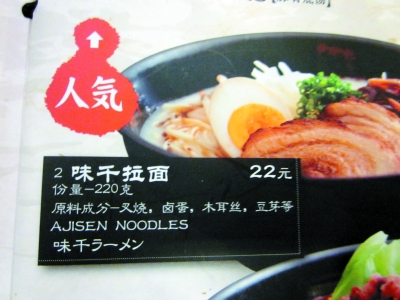 人気
2 味千拉面 22元
份量-220克
原料成分-叉烧，卤蛋，木耳丝，豆芽等
AJISEN NOODLES
味千ラーメン